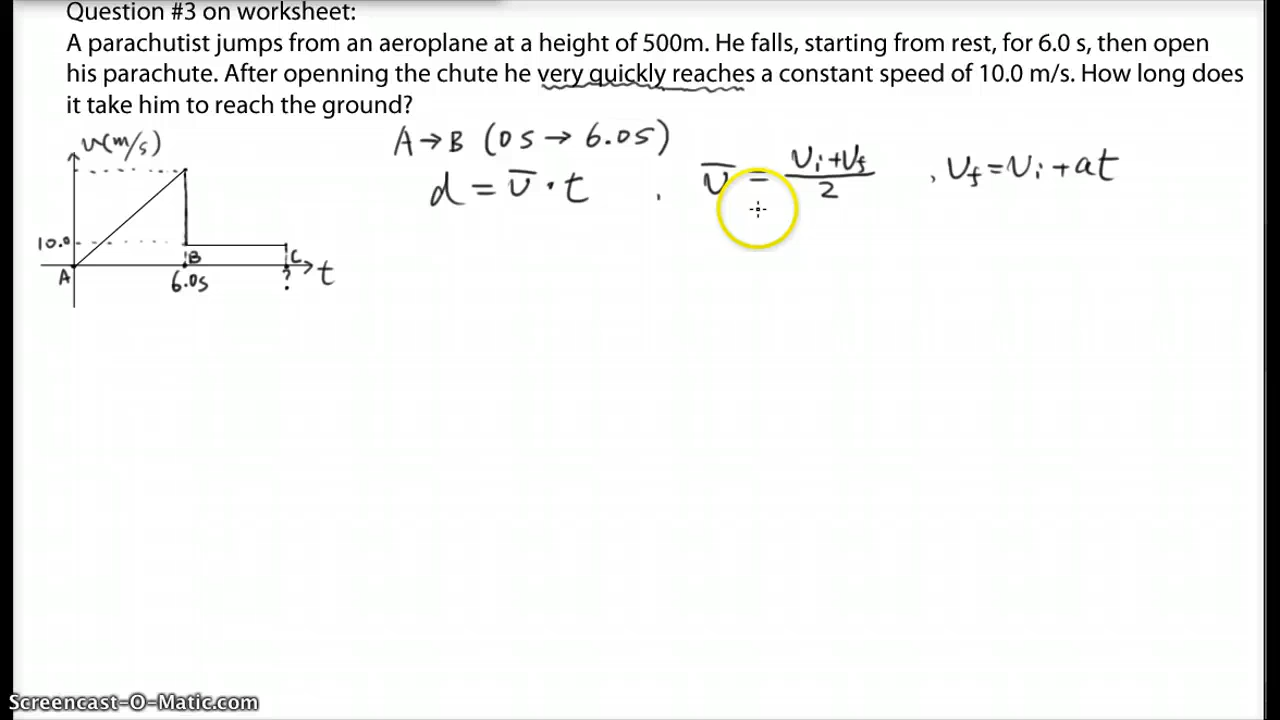 Question #3 on worksheet:
A parachutist jumps from an aeroplane at a height of 500m. He falls, starting from rest, for 6.0 s, then open
his parachute. After openning the chute he very quickly reaches a constant speed of 10.0 m/s. How long does
it take him to reach the ground?
v(m/s)
A→B (0s → 6.0s)
d = v̅ · t , v̅ = (vi+vf)/2 , vf = vi + at
10.0
B C
A 6.0s ? t
Screencast-O-Matic.com